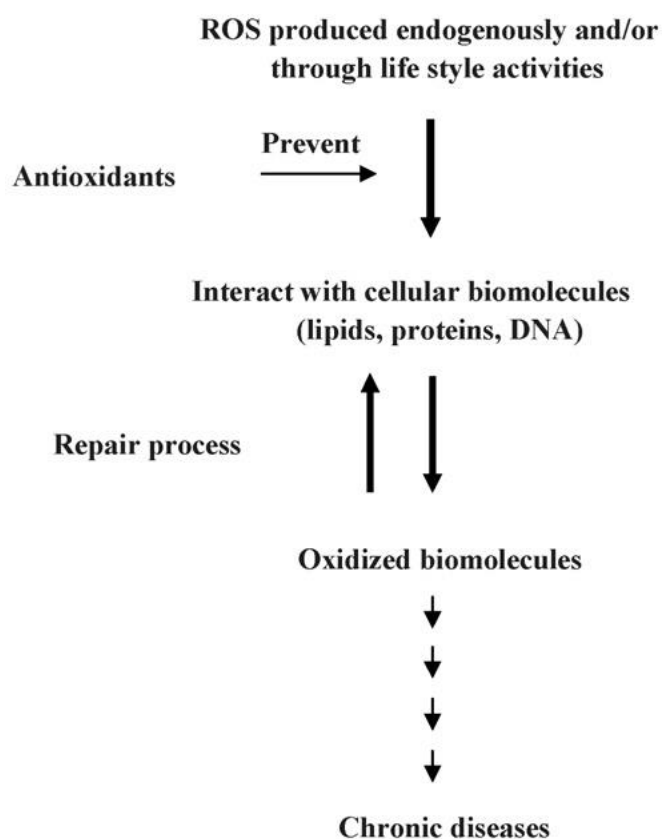 ROS produced endogenously and/or
through life style activities
Prevent
Antioxidants
Interact with cellular biomolecules
(lipids, proteins, DNA)
Repair process
Oxidized biomolecules
Chronic diseases